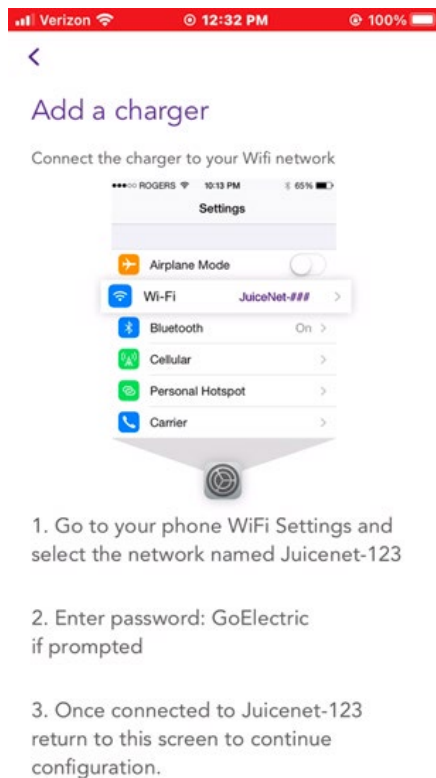 Verizon 12:32 PM 100%
Add a charger
Connect the charger to your Wifi network
ROGERS 10:13 PM 65%
Settings
Airplane Mode
Wi-Fi JuiceNet-###
Bluetooth On
Cellular
Personal Hotspot
Carrier
1. Go to your phone WiFi Settings and
select the network named Juicenet-123
2. Enter password: GoElectric
if prompted
3. Once connected to Juicenet-123
return to this screen to continue
configuration.